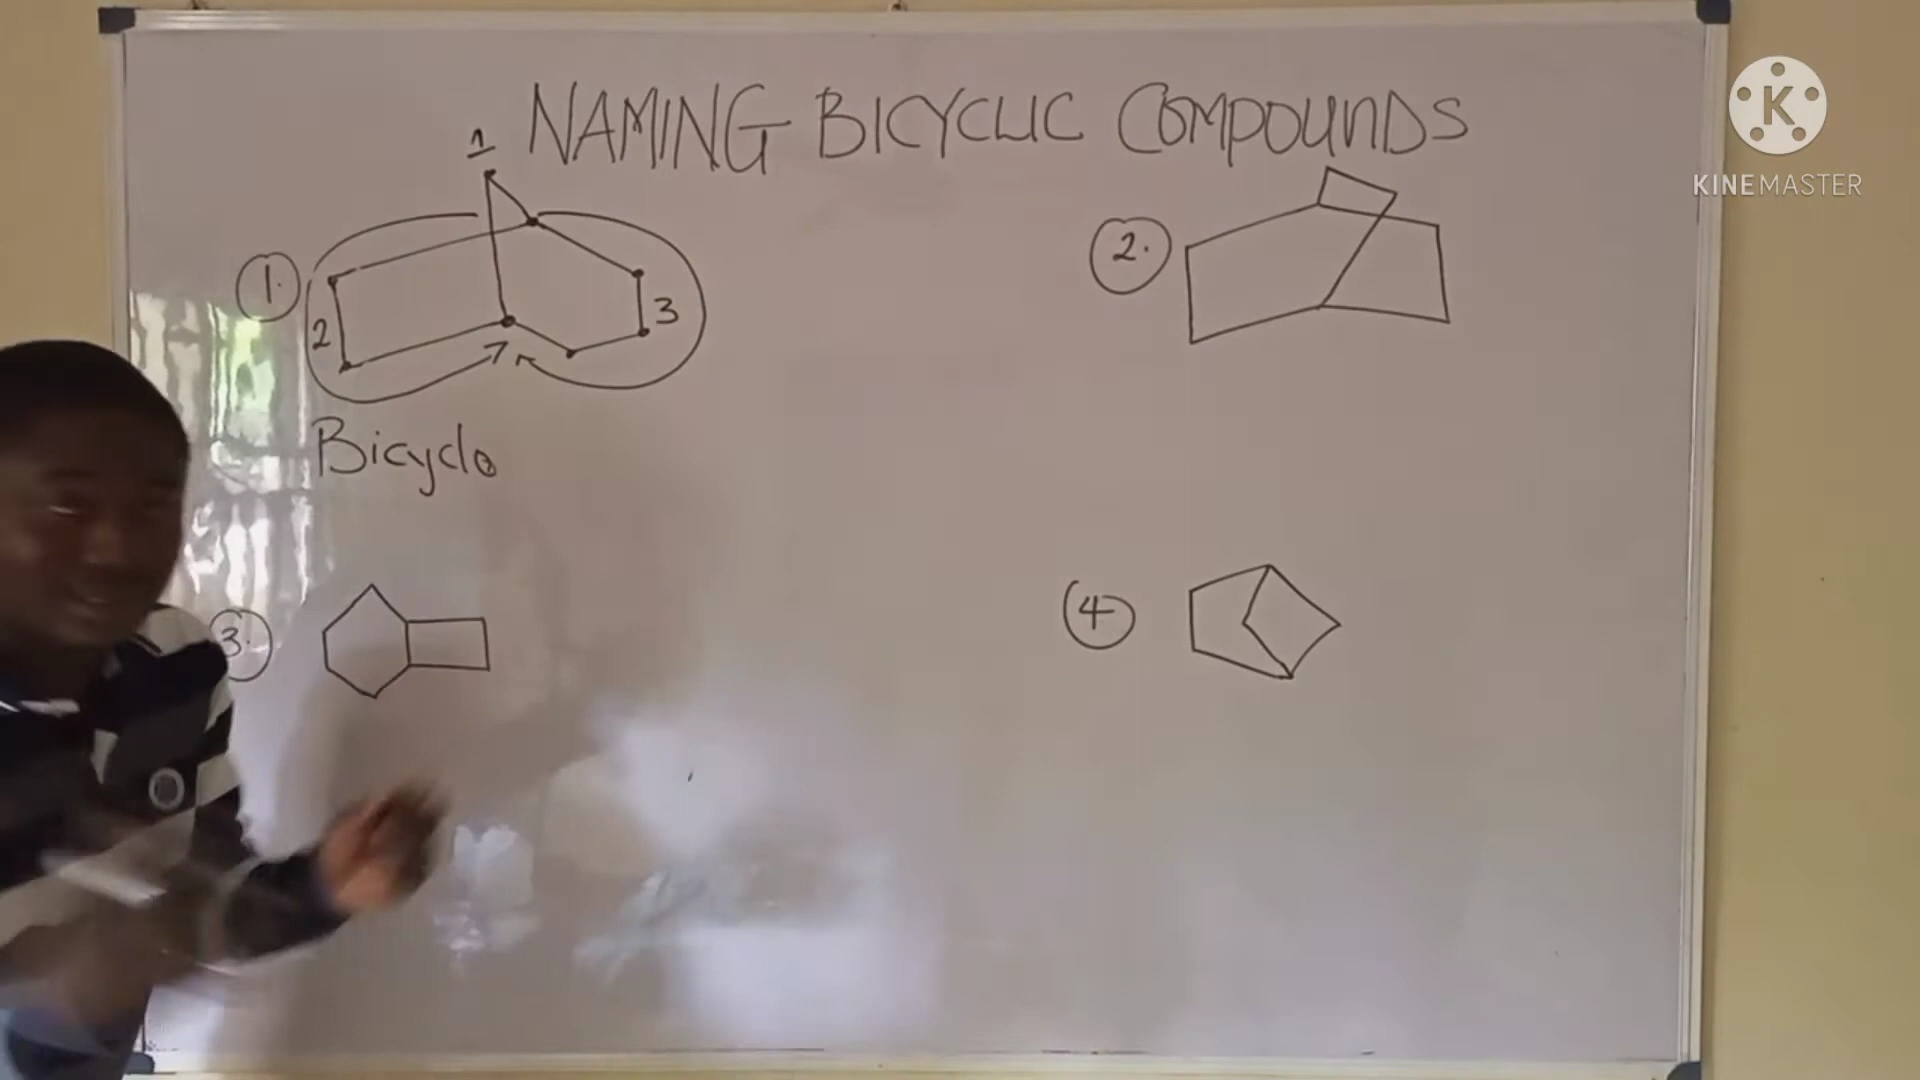 NAMING BICYCLIC COMPOUNDS
K
KINEMASTER
1
1.
2
3
2.
Bicyclo
3.
4